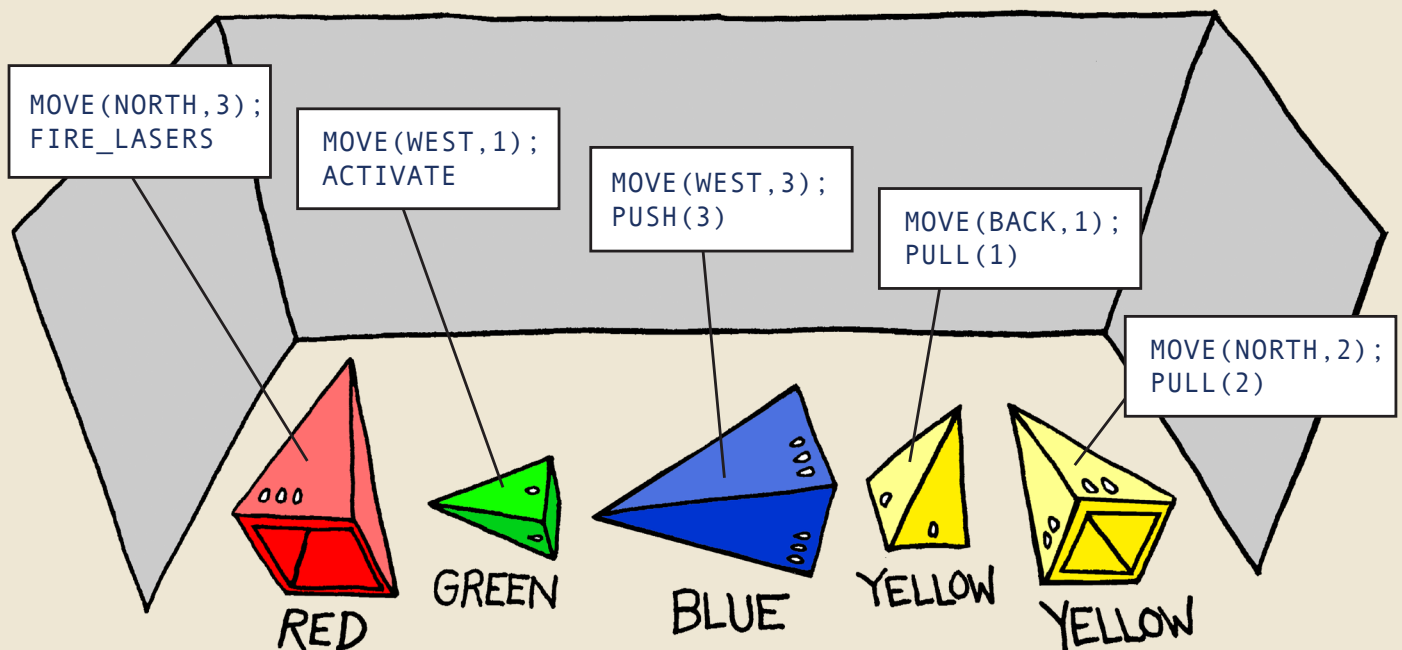 MOVE(NORTH,3);
FIRE_LASERS
MOVE(WEST,1);
ACTIVATE
MOVE(WEST,3);
PUSH(3)
MOVE(BACK,1);
PULL(1)
MOVE(NORTH,2);
PULL(2)
RED
GREEN
BLUE
YELLOW
YELLOW